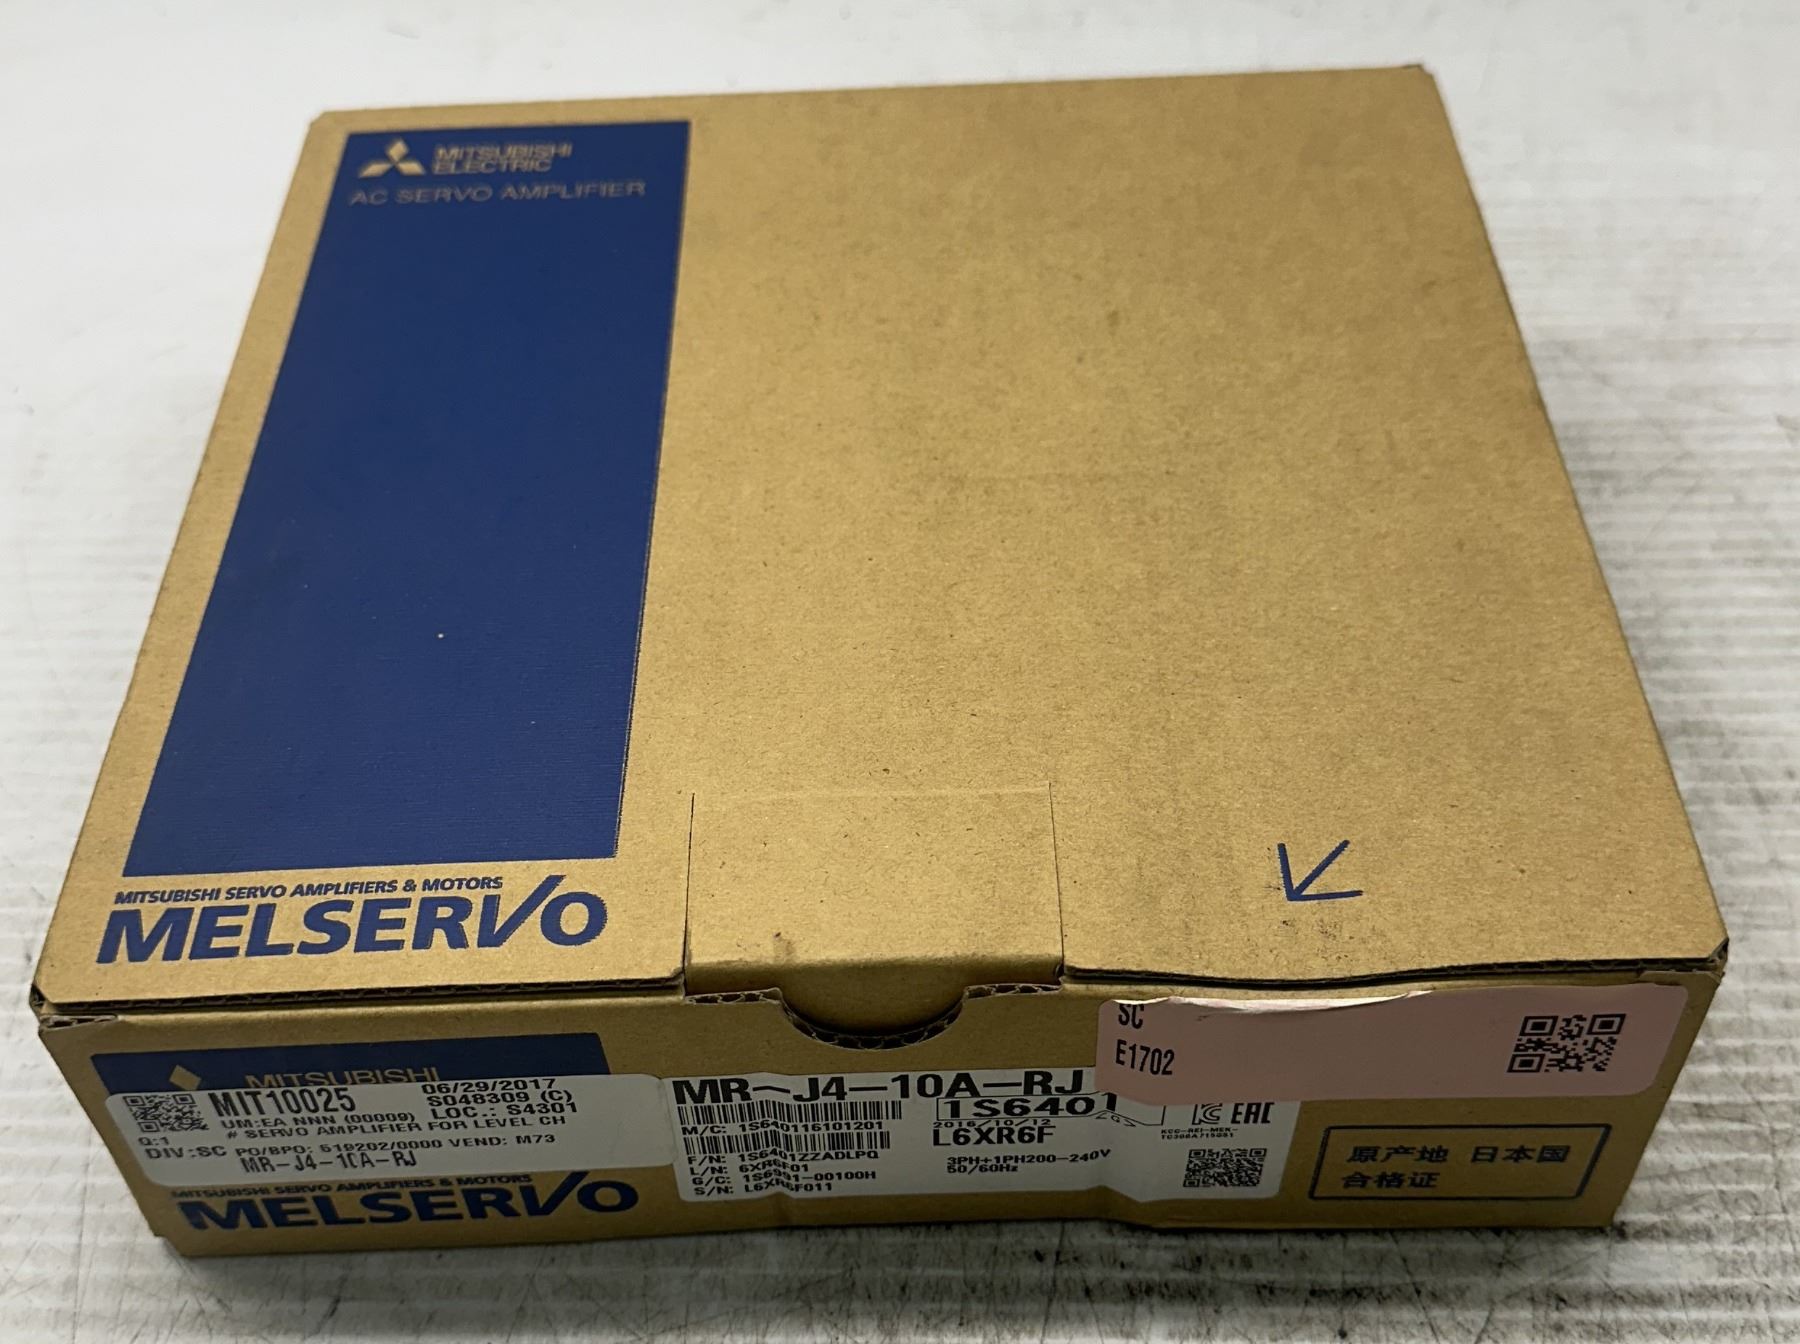 MITSUBISHI
ELECTRIC
AC SERVO AMPLIFIER
MITSUBISHI SERVO AMPLIFIERS & MOTORS
MELSERVO
MITSUBISHI
MIT10025
06/29/2017
S048309 (C)
UM:EA NNN (00009) LOC.: S4301
# SERVO AMPLIFIER FOR LEVEL CH
Q:1
DIV:SC PO/BPO: 519202/0000 VEND: M73
MR-J4-10A-RJ
MITSUBISHI SERVO AMPLIFIERS & MOTORS
MELSERVO
MR-J4-10A-RJ
1S6401
M/C: 1S640116101201
2016/10/12
L6XR6F
F/N: 1S6401ZZADLPQ
L/N: 6XR6F01
S/N: L6XR6F011
3PH+1PH200-240V
50/60Hz
EAC
SC
E1702
原产地 日本国
合格证